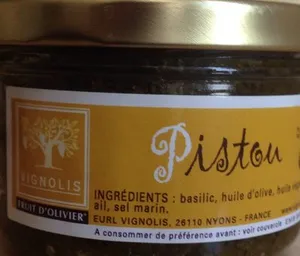 Pistou
VIGNOLIS
FRUIT D'OLIVIER
INGRÉDIENTS : basilic, huile d'olive, huile
ail, sel marin.
EURL VIGNOLIS, 26110 NYONS - FRANCE
A consommer de préférence avant : voir couvercle